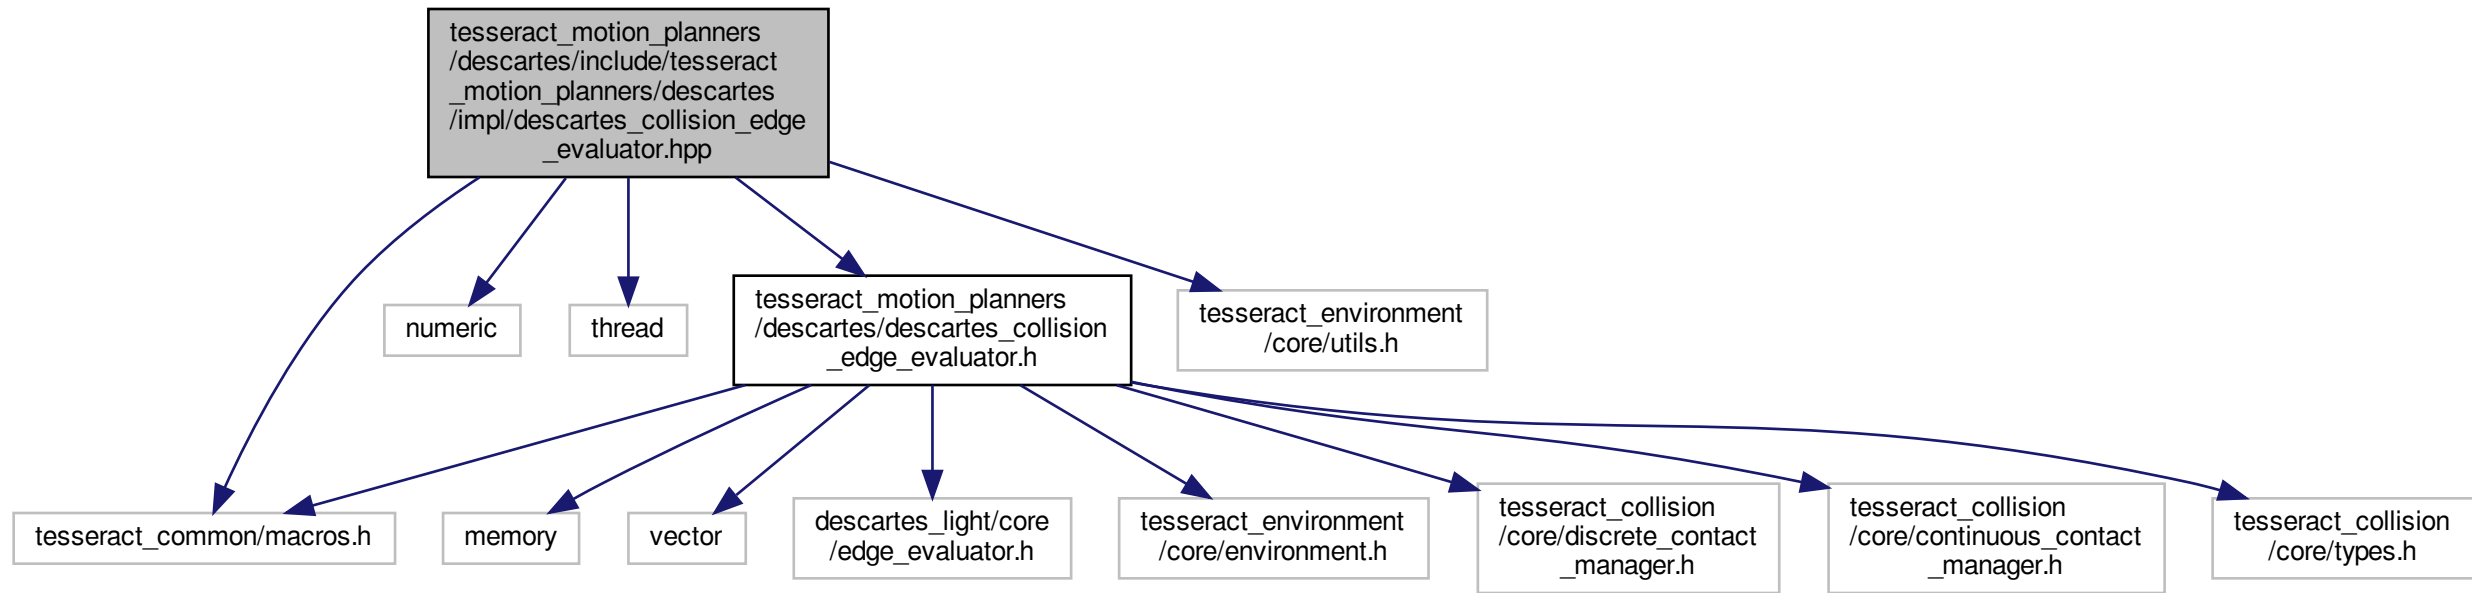 tesseract_motion_planners
/descartes/include/tesseract
_motion_planners/descartes
/impl/descartes_collision_edge
_evaluator.hpp
numeric
thread
tesseract_motion_planners
/descartes/descartes_collision
_edge_evaluator.h
tesseract_environment
/core/utils.h
tesseract_common/macros.h
memory
vector
descartes_light/core
/edge_evaluator.h
tesseract_environment
/core/environment.h
tesseract_collision
/core/discrete_contact
_manager.h
tesseract_collision
/core/continuous_contact
_manager.h
tesseract_collision
/core/types.h